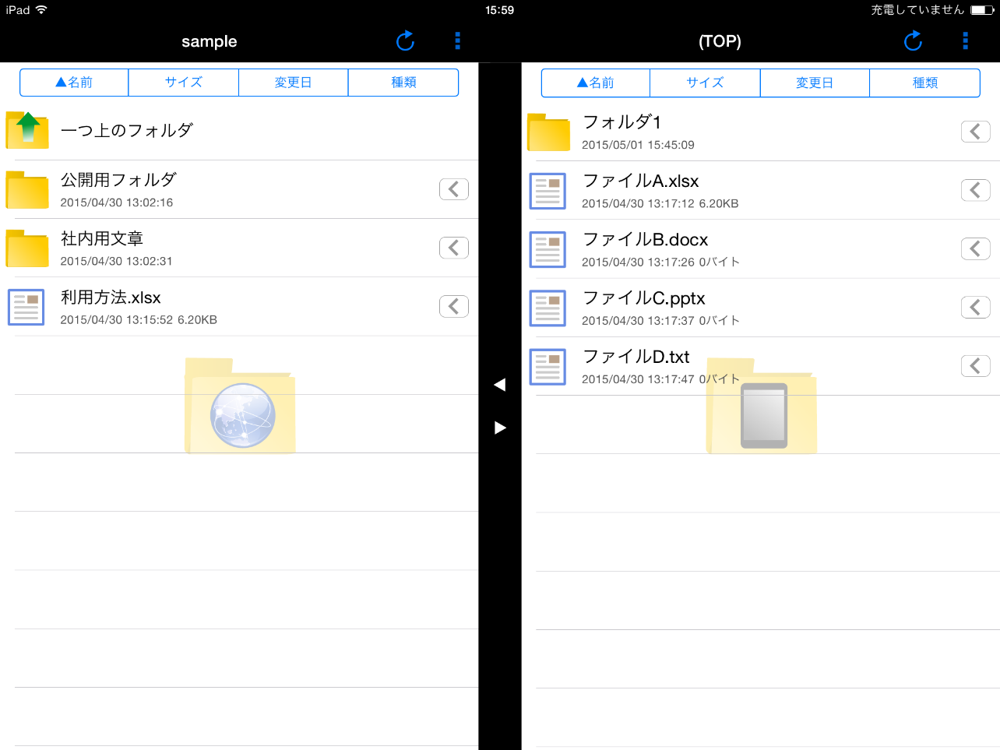 iPad 15:59 充電していません
sample
▲名前 サイズ 変更日 種類
一つ上のフォルダ
公開用フォルダ
2015/04/30 13:02:16
社内用文章
2015/04/30 13:02:31
利用方法.xlsx
2015/04/30 13:15:52 6.20KB
(TOP)
▲名前 サイズ 変更日 種類
フォルダ1
2015/05/01 15:45:09
ファイルA.xlsx
2015/04/30 13:17:12 6.20KB
ファイルB.docx
2015/04/30 13:17:26 0バイト
ファイルC.pptx
2015/04/30 13:17:37 0バイト
ファイルD.txt
2015/04/30 13:17:47 0バイト